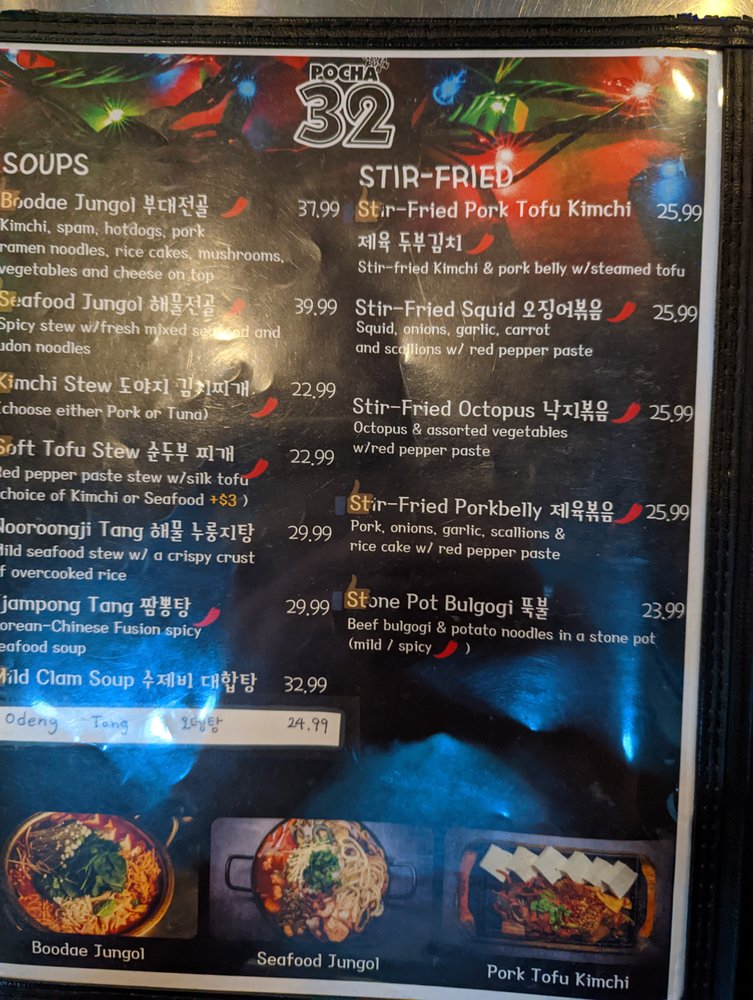 POCHA
32
SOUPS
Boodae Jungol 부대전골 37.99
Kimchi, spam, hotdogs, pork
ramen noodles, rice cakes, mushrooms,
vegetables and cheese on top
Seafood Jungol 해물전골 39.99
Spicy stew w/fresh mixed seafood and
udon noodles
Kimchi Stew 도야지 김치찌개 22.99
(choose either Pork or Tuna)
Soft Tofu Stew 순두부 찌개 22.99
Red pepper paste stew w/silk tofu
choice of Kimchi or Seafood +$3 )
Nooroongji Tang 해물 누룽지탕 29.99
Mild seafood stew w/ a crispy crust
of overcooked rice
Jjampong Tang 짬뽕탕 29.99
Korean-Chinese Fusion spicy
seafood soup
Mild Clam Soup 수제비 대합탕 32.99
Odeng Tang 오뎅탕 24.99
STIR-FRIED
Stir-Fried Pork Tofu Kimchi 25.99
제육 두부김치
Stir-fried Kimchi & pork belly w/steamed tofu
Stir-Fried Squid 오징어볶음 25.99
Squid, onions, garlic, carrot
and scallions w/ red pepper paste
Stir-Fried Octopus 낙지볶음 25.99
Octopus & assorted vegetables
w/red pepper paste
Stir-Fried Porkbelly 제육볶음 25.99
Pork, onions, garlic, scallions &
rice cake w/ red pepper paste
Stone Pot Bulgogi 뚝불 23.99
Beef bulgogi & potato noodles in a stone pot
(mild / spicy )
Boodae Jungol
Seafood Jungol
Pork Tofu Kimchi